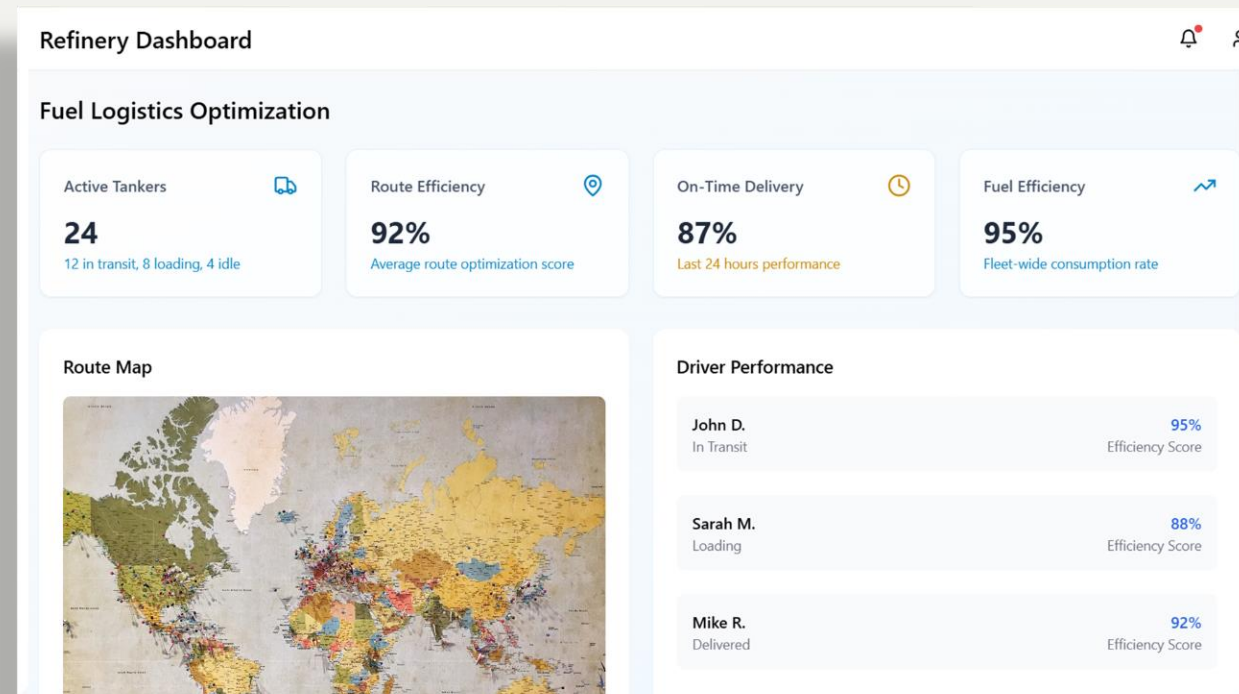 Refinery Dashboard
Fuel Logistics Optimization
Active Tankers
24
12 in transit, 8 loading, 4 idle
Route Efficiency
92%
Average route optimization score
On-Time Delivery
87%
Last 24 hours performance
Fuel Efficiency
95%
Fleet-wide consumption rate
Route Map
Driver Performance
John D.
95%
In Transit
Efficiency Score
Sarah M.
88%
Loading
Efficiency Score
Mike R.
92%
Delivered
Efficiency Score